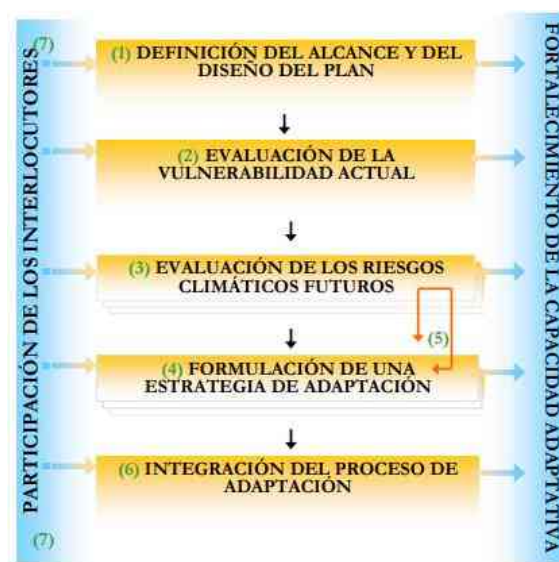 (7)
PARTICIPACIÓN DE LOS INTERLOCUTORES
(7)
(1) DEFINICIÓN DEL ALCANCE Y DEL
DISEÑO DEL PLAN
(2) EVALUACIÓN DE LA
VULNERABILIDAD ACTUAL
(3) EVALUACIÓN DE LOS RIESGOS
CLIMÁTICOS FUTUROS
(5)
(4) FORMULACIÓN DE UNA
ESTRATEGIA DE ADAPTACIÓN
(6) INTEGRACIÓN DEL PROCESO DE
ADAPTACIÓN
FORTALECIMIENTO DE LA CAPACIDAD ADAPTATIVA